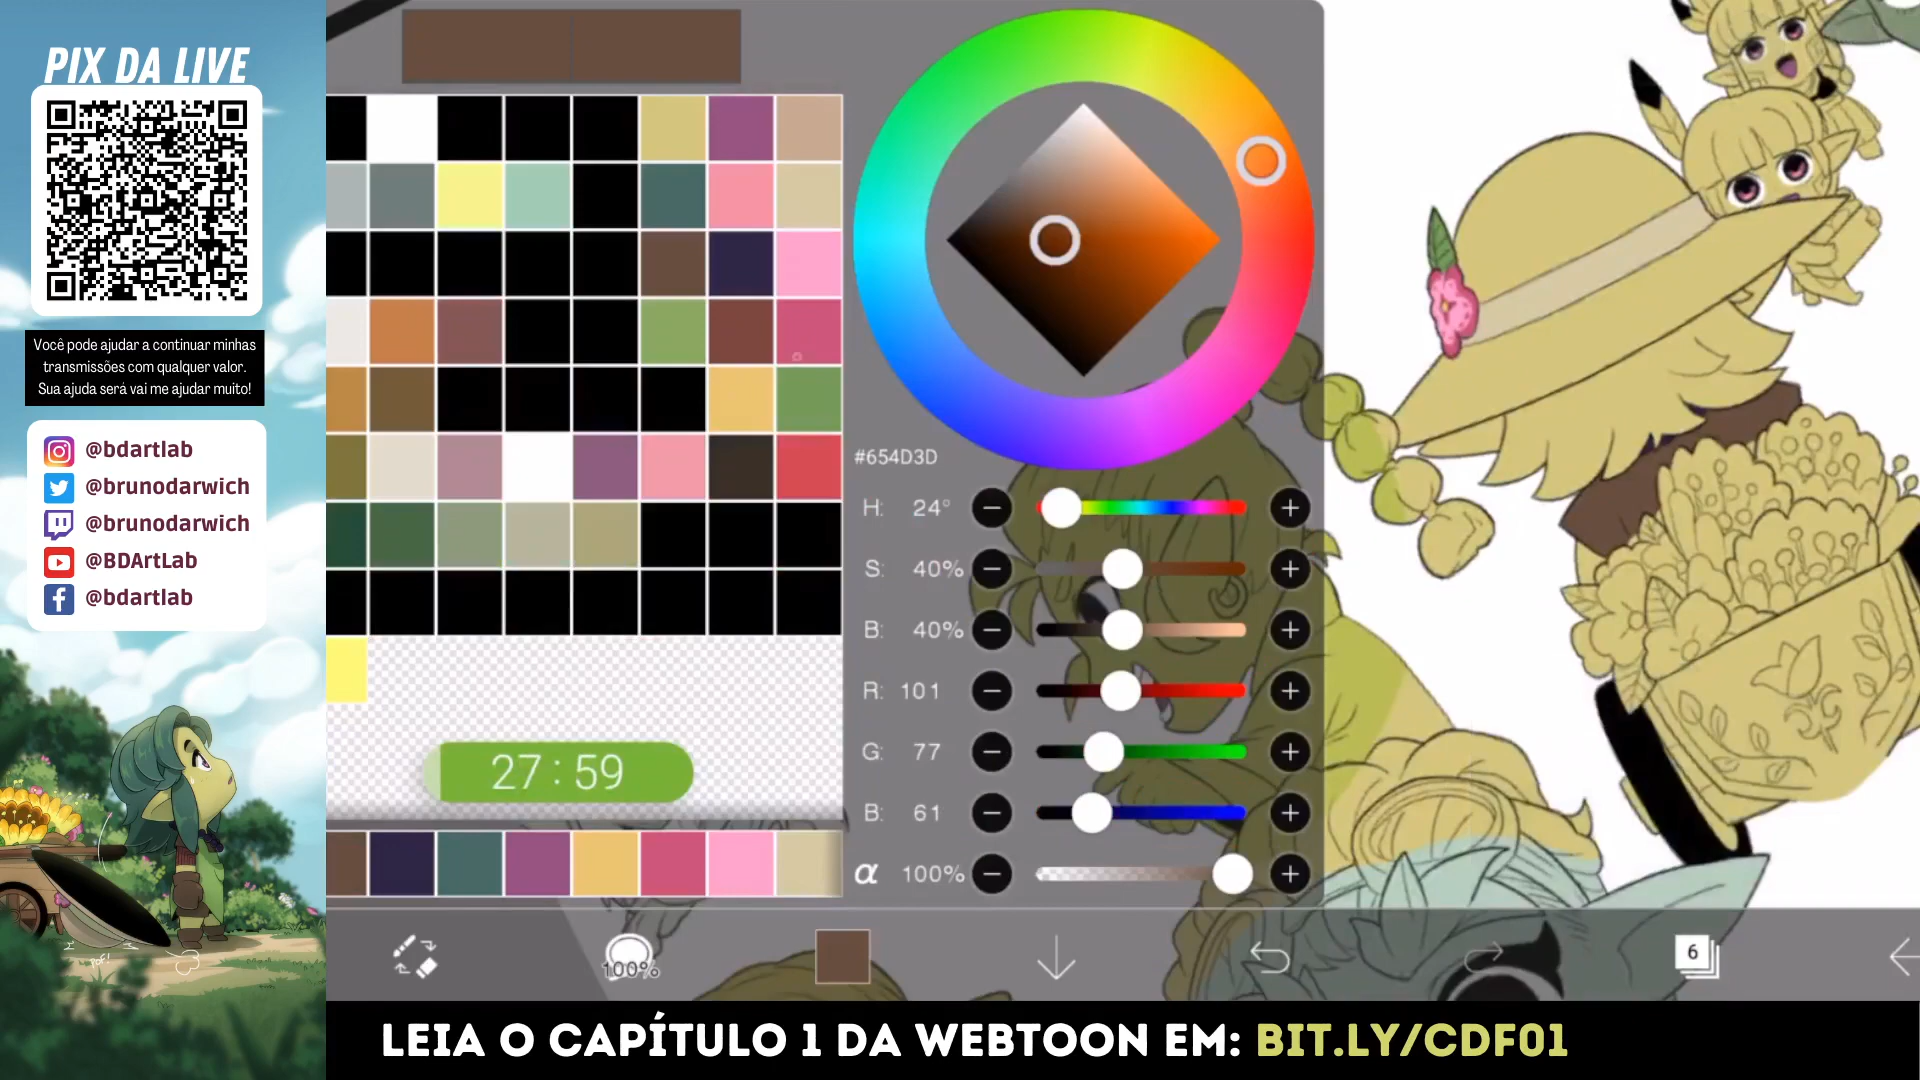 PIX DA LIVE
Você pode ajudar a continuar minhas
transmissões com qualquer valor.
Sua ajuda será vai me ajudar muito!
@bdartlab
@brunodarwich
@brunodarwich
@BDArtLab
@bdartlab
POF!
27:59
#654D3D
H: 24°
S: 40%
B: 40%
R: 101
G: 77
B: 61
α 100%
100%
6
LEIA O CAPÍTULO 1 DA WEBTOON EM: BIT.LY/CDF01